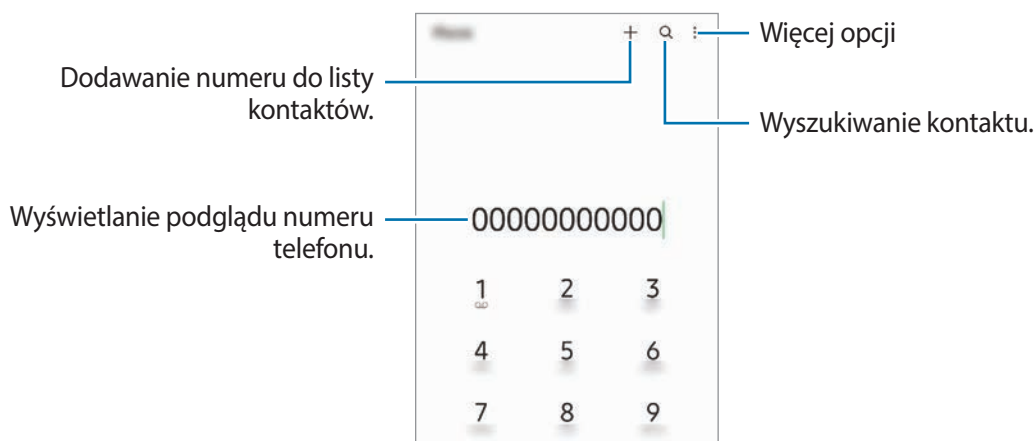 Więcej opcji
Dodawanie numeru do listy
kontaktów.
Wyszukiwanie kontaktu.
Wyświetlanie podglądu numeru
telefonu.
00000000000
1 2 3
4 5 6
7 8 9